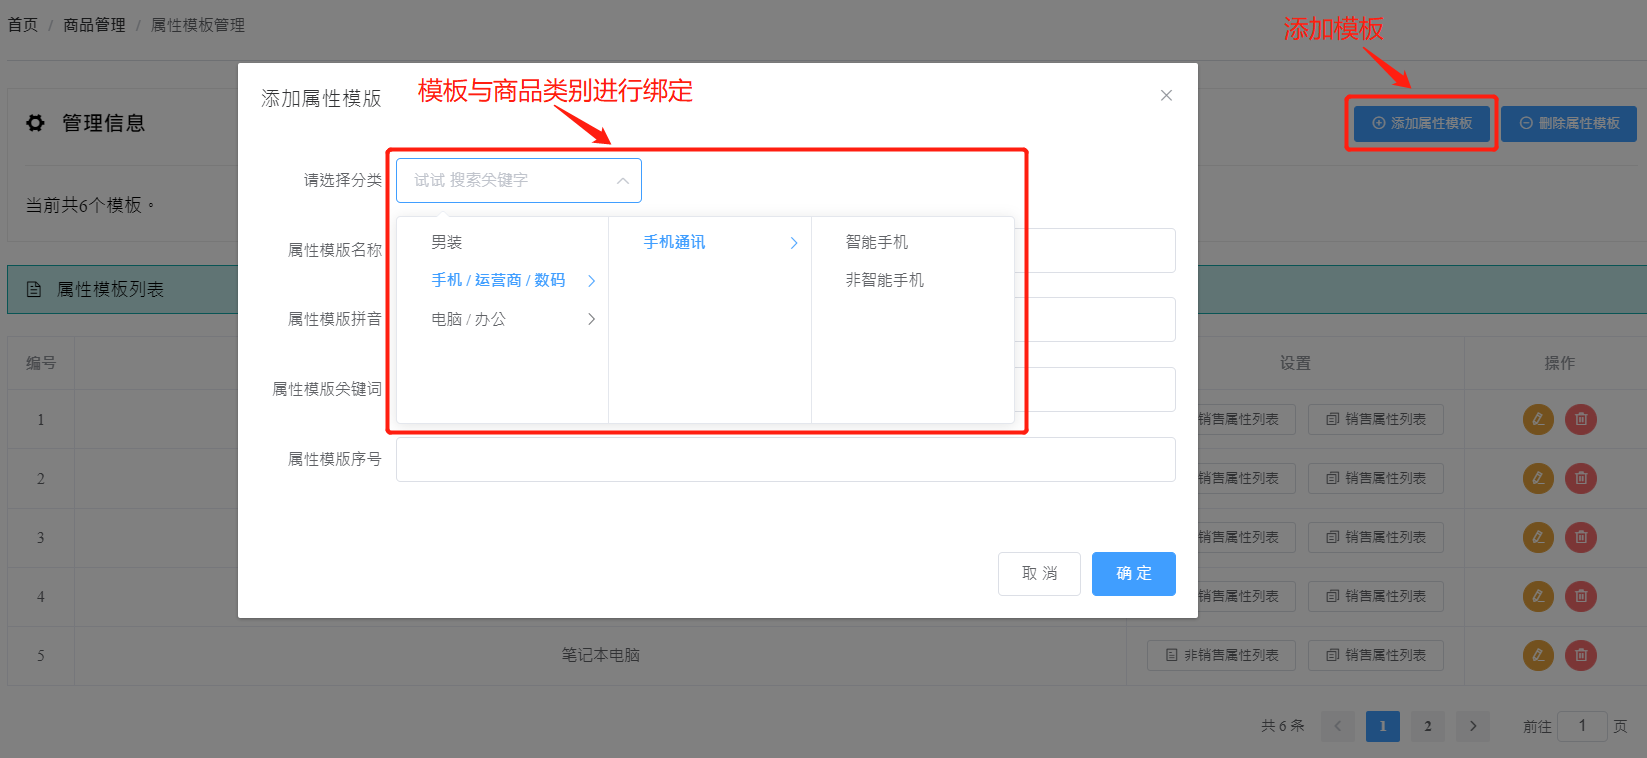 首页 / 商品管理 / 属性模板管理
添加模板
管理信息
添加属性模板
删除属性模板
当前共6个模板。
属性模板列表
添加属性模版
模板与商品类别进行绑定
请选择分类
试试 搜索关键字
男装
手机 / 运营商 / 数码
电脑 / 办公
手机通讯
智能手机
非智能手机
属性模版名称
属性模版拼音
属性模版关键词
属性模版序号
取 消
确 定
编号 设置 操作
1 销售属性列表 销售属性列表
2 销售属性列表 销售属性列表
3 销售属性列表 销售属性列表
4 销售属性列表 销售属性列表
5 笔记本电脑 非销售属性列表 销售属性列表
共 6 条 1 2 前往 1 页